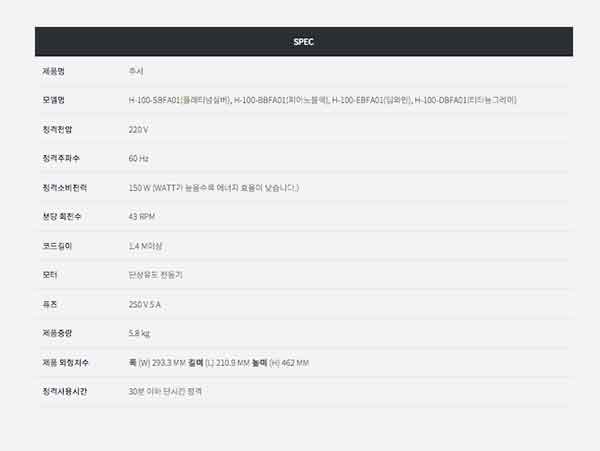 SPEC
제품명 주서
모델명 H-100-SBFA01(플래티넘실버), H-100-BBFA01(피아노블랙), H-100-EBFA01(딥와인), H-100-DBFA01(티타늄그레이)
정격전압 220 V
정격주파수 60 Hz
정격소비전력 150 W (WATT가 높을수록 에너지 효율이 낮습니다.)
분당 회전수 43 RPM
코드길이 1.4 M이상
모터 단상유도 전동기
퓨즈 250 V 5 A
제품중량 5.8 kg
제품 외형치수 폭 (W) 293.3 MM 길이 (L) 210.9 MM 높이 (H) 462 MM
정격사용시간 30분 이하 단시간 정격